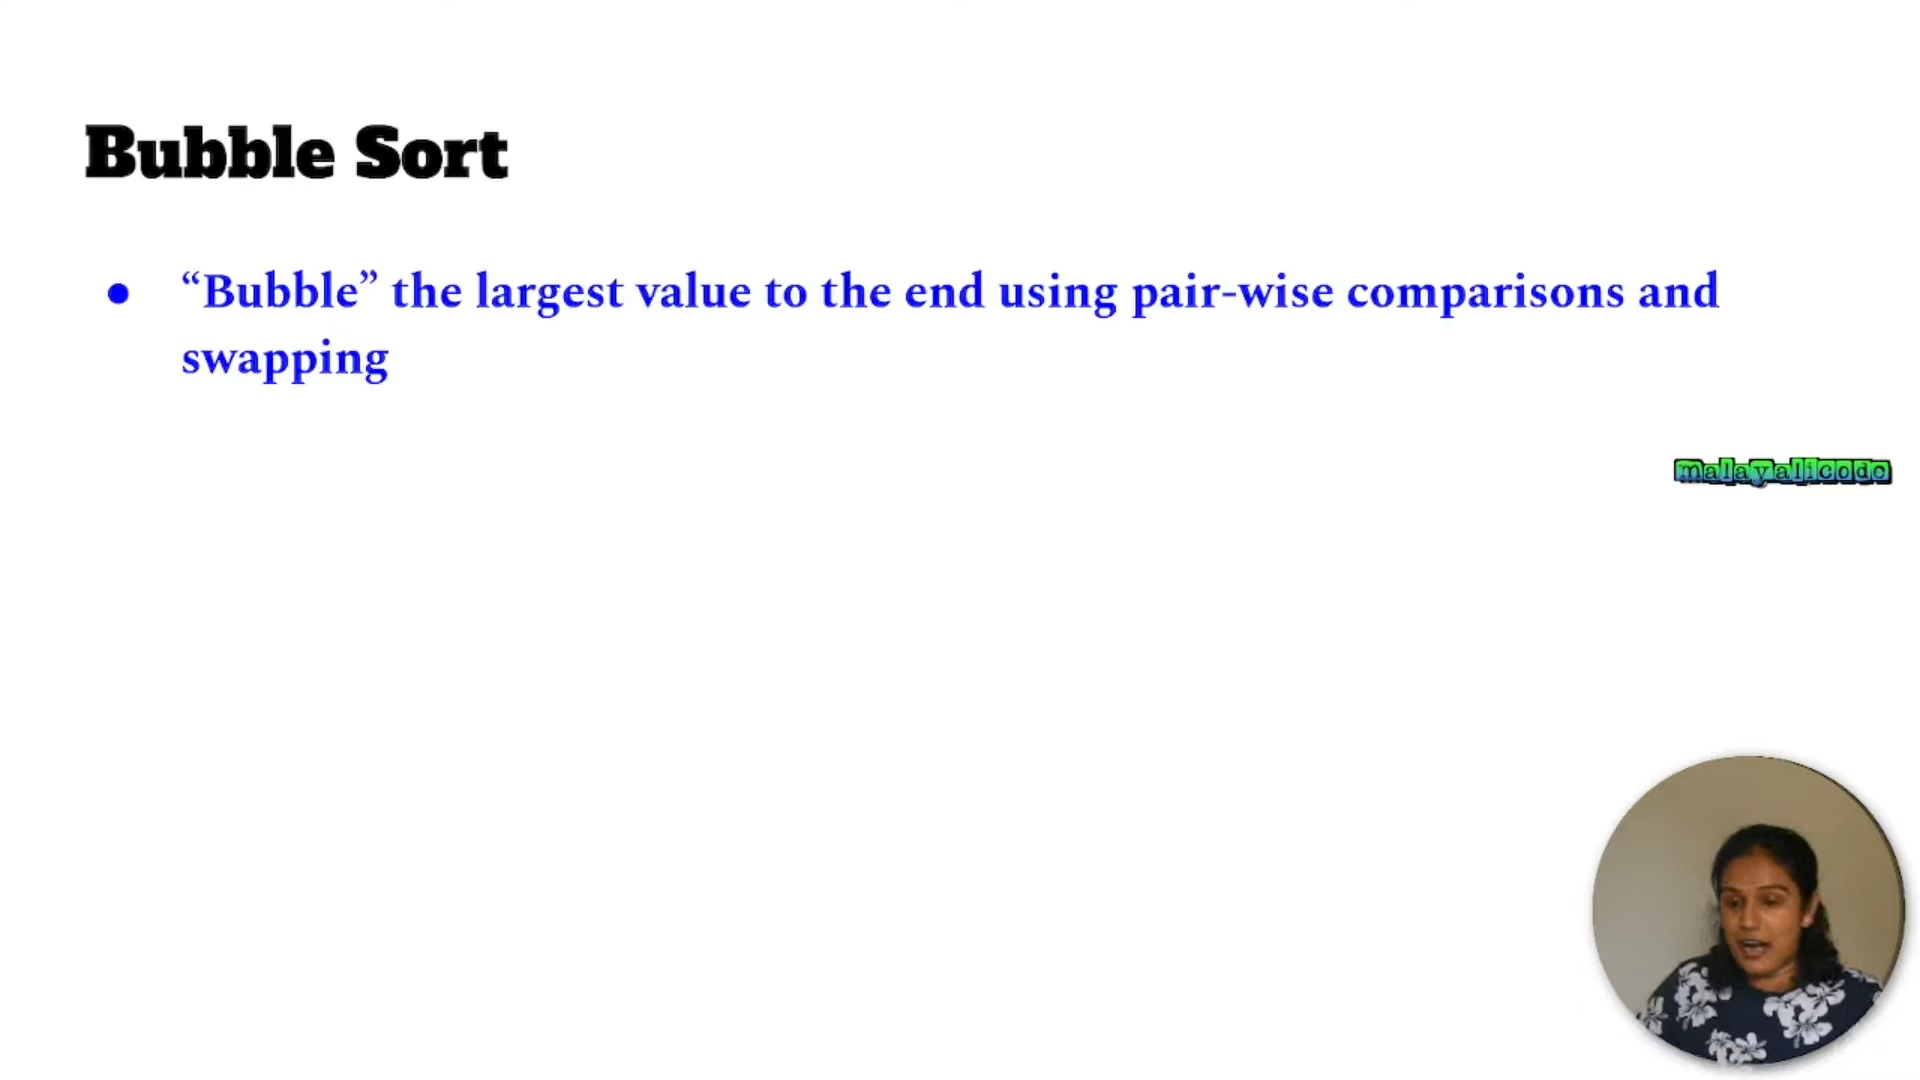 Bubble Sort
● “Bubble” the largest value to the end using pair-wise comparisons and
swapping
malayalicode